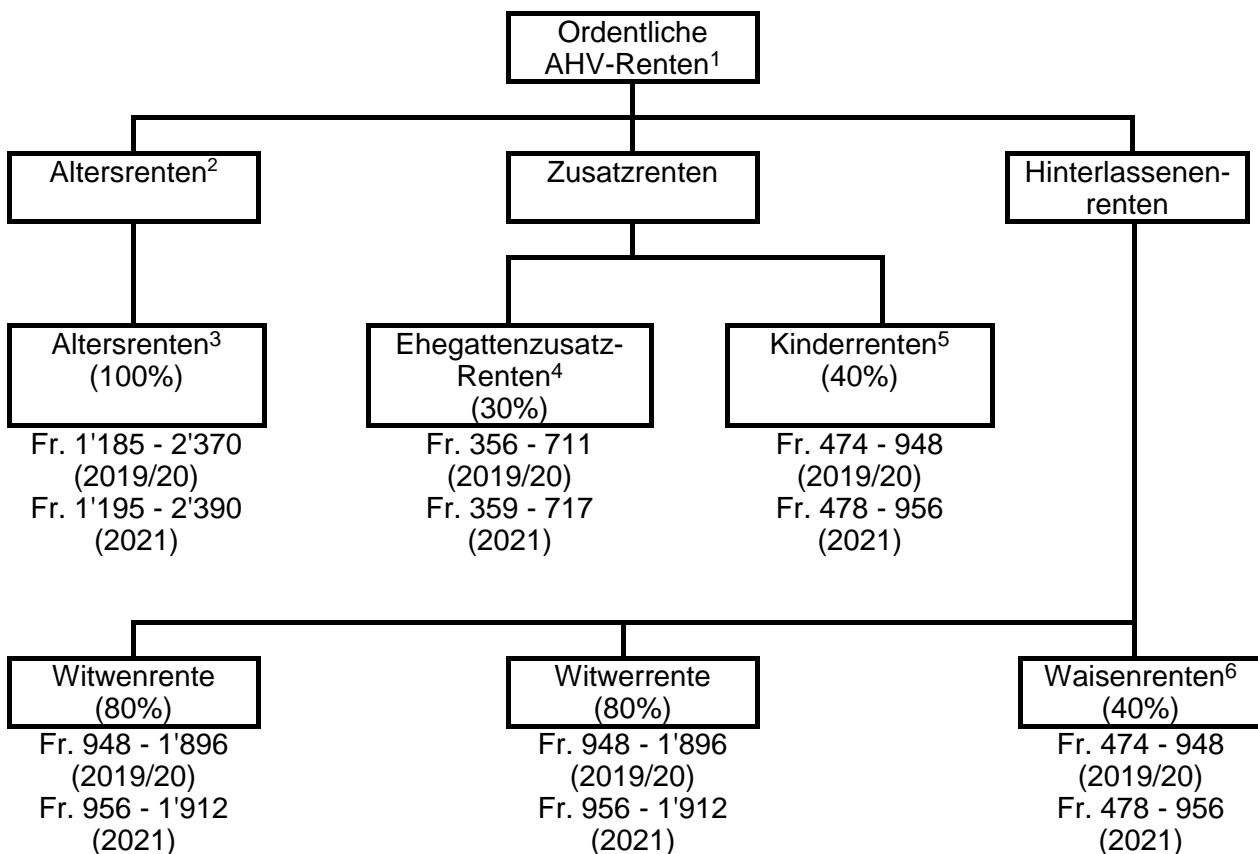 Ordentliche
AHV-Renten1
Altersrenten2
Zusatzrenten
Hinterlassenen-
renten
Altersrenten3
(100%)
Fr. 1'185 - 2'370
(2019/20)
Fr. 1'195 - 2'390
(2021)
Ehegattenzusatz-
Renten4
(30%)
Fr. 356 - 711
(2019/20)
Fr. 359 - 717
(2021)
Kinderrenten5
(40%)
Fr. 474 - 948
(2019/20)
Fr. 478 - 956
(2021)
Witwenrente
(80%)
Fr. 948 - 1'896
(2019/20)
Fr. 956 - 1'912
(2021)
Witwerrente
(80%)
Fr. 948 - 1'896
(2019/20)
Fr. 956 - 1'912
(2021)
Waisenrenten6
(40%)
Fr. 474 - 948
(2019/20)
Fr. 478 - 956
(2021)